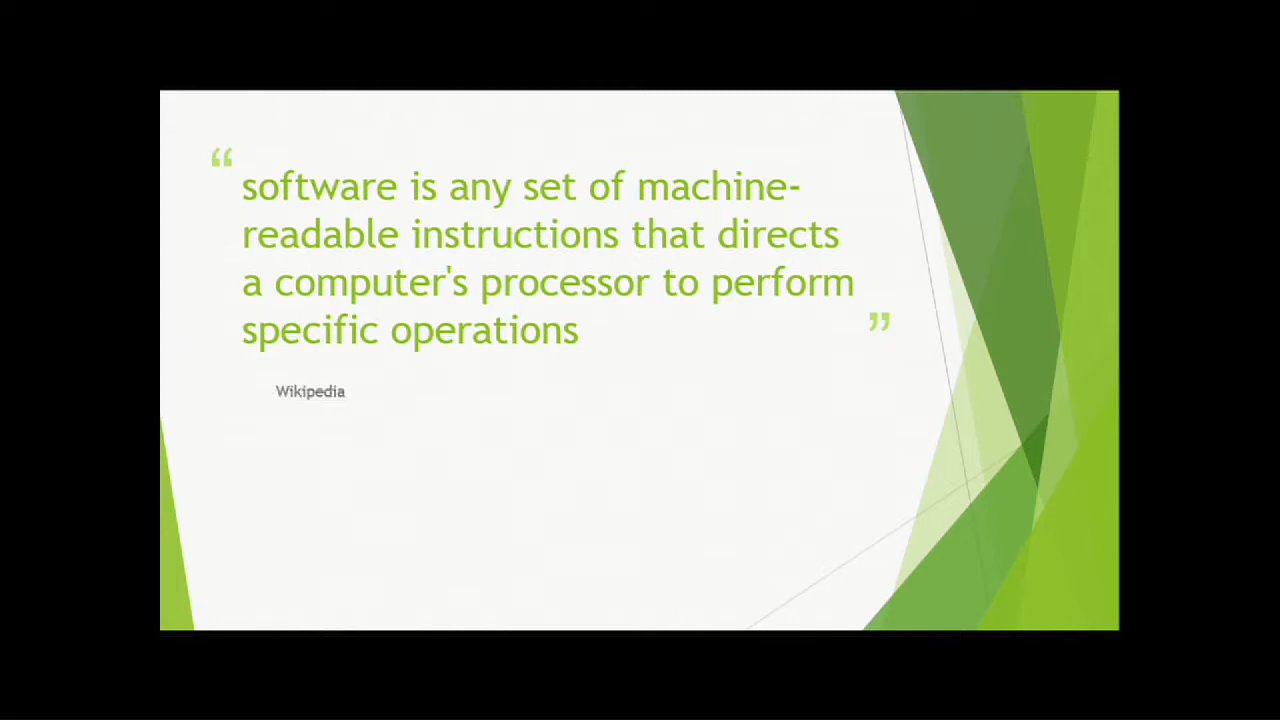 “
software is any set of machine-
readable instructions that directs
a computer's processor to perform
specific operations
”
Wikipedia